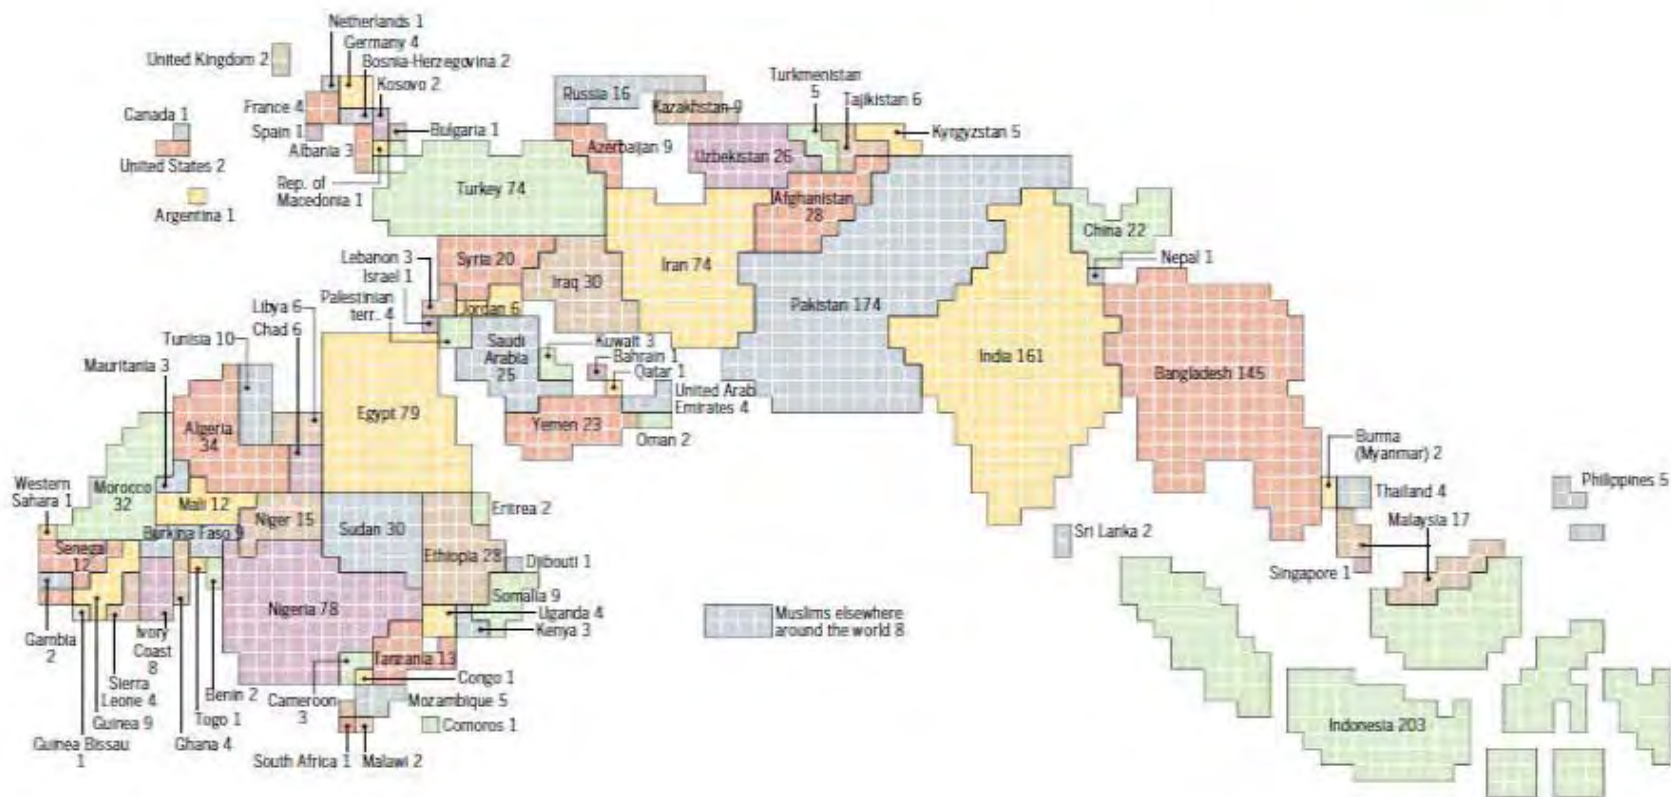 Netherlands 1
Germany 4
United Kingdom 2
Bosnia-Herzegovina 2
Kosovo 2
France 4
Canada 1
Spain 1
Bulgaria 1
Albania 3
United States 2
Rep. of
Macedonia 1
Argentina 1
Turkey 74
Russia 16
Kazakhstan 9
Turkmenistan
5
Tajikistan 6
Kyrgyzstan 5
Azerbaijan 9
Uzbekistan 26
Afghanistan
28
China 22
Nepal 1
Lebanon 3
Israel 1
Palestinian
terr. 4
Syria 20
Iraq 30
Iran 74
Jordan 6
Pakistan 174
India 161
Bangladesh 145
Libya 6
Chad 6
Tunisia 10
Mauritania 3
Saudi
Arabia
25
Kuwait 3
Bahrain 1
Qatar 1
United Arab
Emirates 4
Yemen 23
Oman 2
Egypt 79
Algeria
34
Burma
(Myanmar) 2
Thailand 4
Philippines 5
Malaysia 17
Singapore 1
Sri Lanka 2
Western
Sahara 1
Morocco
32
Mali 12
Niger 15
Sudan 30
Eritrea 2
Burkina Faso 9
Senegal
12
Ethiopia 28
Djibouti 1
Somalia 9
Uganda 4
Kenya 3
Nigeria 78
Muslims elsewhere
around the world 8
Gambia
2
Ivory
Coast
8
Tanzania 13
Congo 1
Sierra
Leone 4
Benin 2
Cameroon
3
Mozambique 5
Guinea 9
Togo 1
Comoros 1
Guinea Bissau
1
Ghana 4
South Africa 1
Malawi 2
Indonesia 203